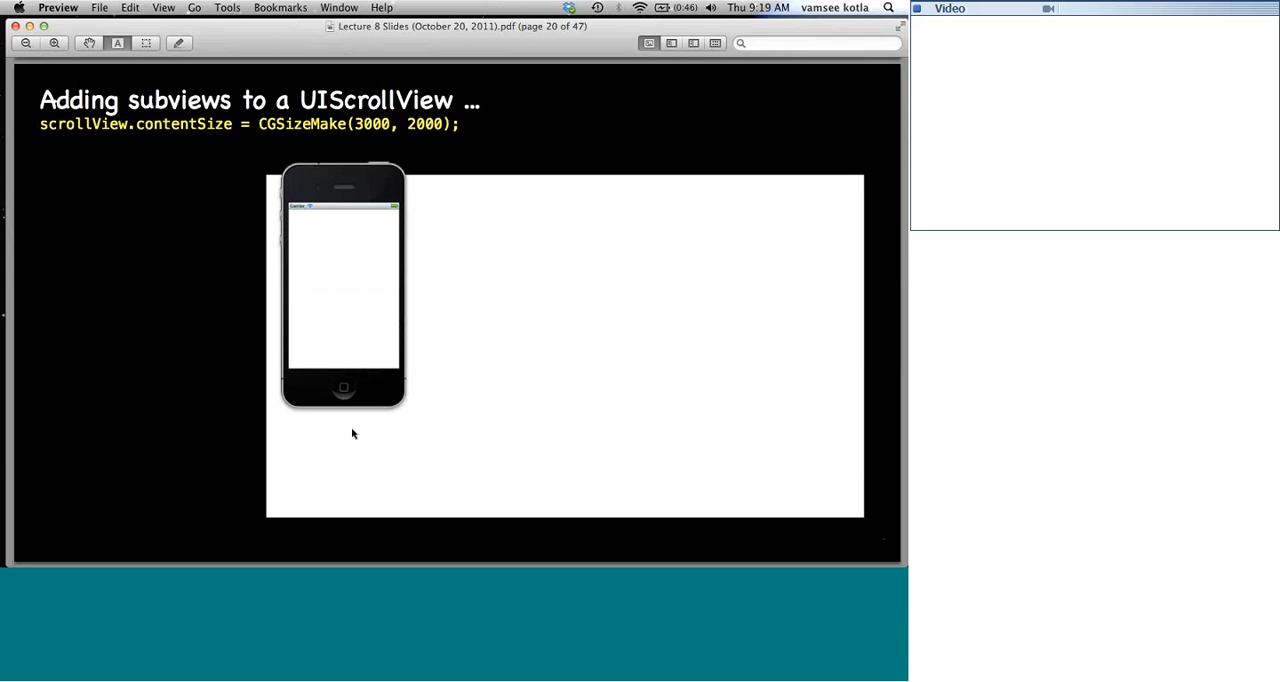 Preview File Edit View Go Tools Bookmarks Window Help (0:46) Thu 9:19 AM vamsee kotla
Video
Lecture 8 Slides (October 20, 2011).pdf (page 20 of 47)
A
Adding subviews to a UIScrollView ...
scrollView.contentSize = CGSizeMake(3000, 2000);
Carrier